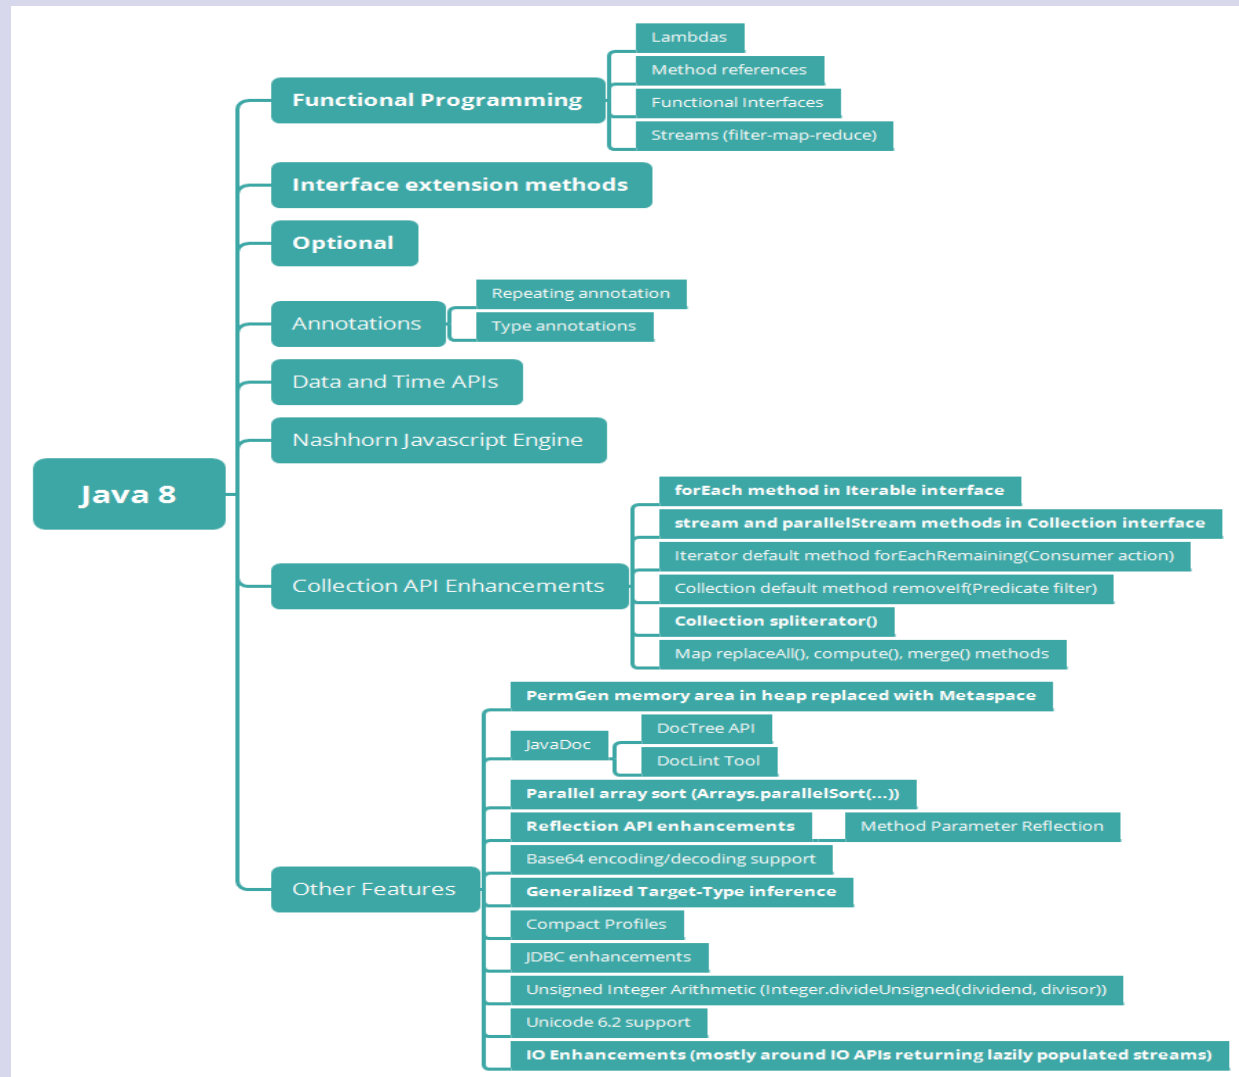 Lambdas
Method references
Functional Programming
Functional Interfaces
Streams (filter-map-reduce)
Interface extension methods
Optional
Repeating annotation
Annotations
Type annotations
Data and Time APIs
Nashhorn Javascript Engine
Java 8
forEach method in Iterable interface
stream and parallelStream methods in Collection interface
Iterator default method forEachRemaining(Consumer action)
Collection API Enhancements
Collection default method removeIf(Predicate filter)
Collection spliterator()
Map replaceAll(), compute(), merge() methods
PermGen memory area in heap replaced with Metaspace
DocTree API
JavaDoc
DocLint Tool
Parallel array sort (Arrays.parallelSort(...))
Reflection API enhancements
Method Parameter Reflection
Base64 encoding/decoding support
Other Features
Generalized Target-Type inference
Compact Profiles
JDBC enhancements
Unsigned Integer Arithmetic (Integer.divideUnsigned(dividend, divisor))
Unicode 6.2 support
IO Enhancements (mostly around IO APIs returning lazily populated streams)